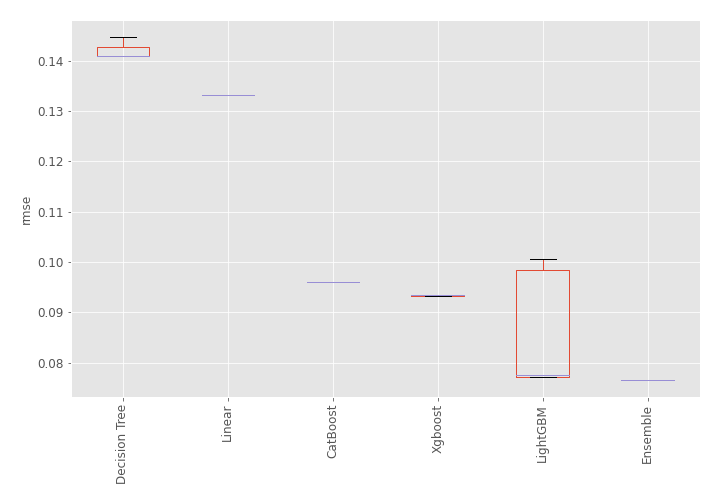 0.14
0.13
0.12
0.11
0.10
0.09
0.08
rmse
Decision Tree
Linear
CatBoost
Xgboost
LightGBM
Ensemble